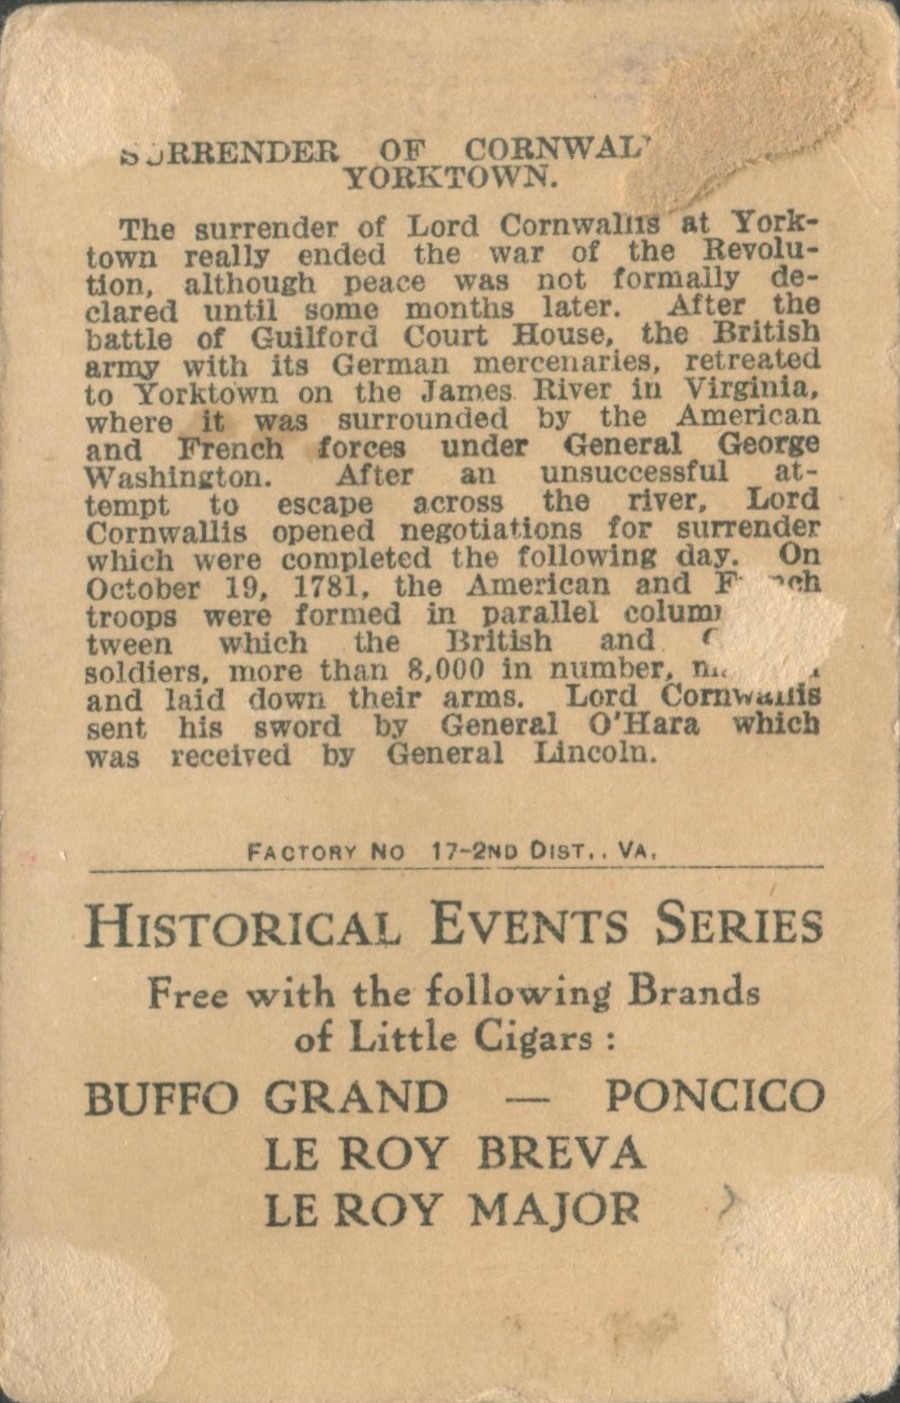 SURRENDER OF
YORKTOWN.
The surrender of Lord Cornwallis at York-
town really ended the war of the Revolu-
tion, although peace was not formally de-
clared until some months later. After the
battle of Guilford Court House, the British
army with its German mercenaries, retreated
to Yorktown on the James River in Virginia,
where it was surrounded by the American
and French forces under General George
Washington. After an unsuccessful at-
tempt to escape across the river, Lord
Cornwallis opened negotiations for surrender
which were completed the following day. On
October 19, 1781, the American and French
troops were formed in parallel
tween which the British and
soldiers, more than 8,000 in number,
and laid down their arms. Lord Cornwallis
sent his sword by General O'Hara which
was received by General Lincoln.
FACTORY NO 17-2ND DIST., VA.
HISTORICAL EVENTS SERIES
Free with the following Brands
of Little Cigars :
BUFFO GRAND — PONCICO
LE ROY BREVA
LE ROY MAJOR